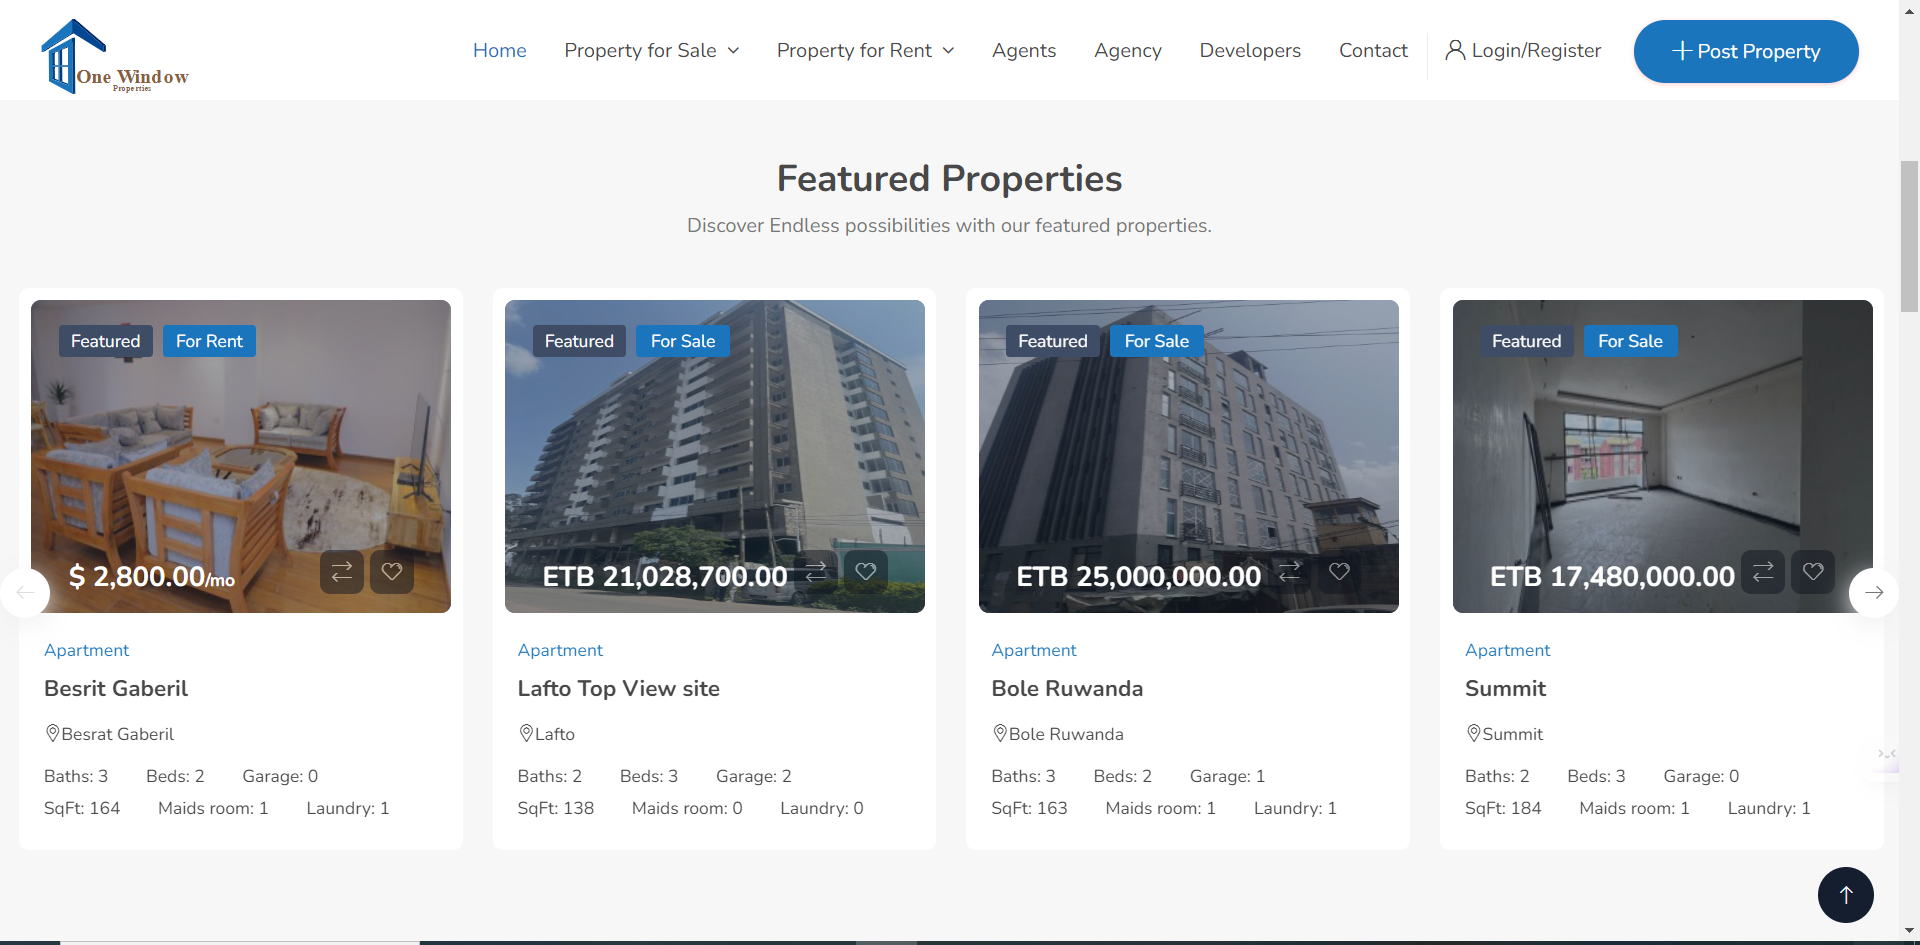 One Window
Properties
Home
Property for Sale
Property for Rent
Agents
Agency
Developers
Contact
Login/Register
Post Property
Featured Properties
Discover Endless possibilities with our featured properties.
Featured For Rent
$ 2,800.00/mo
Apartment
Besrit Gaberil
Besrat Gaberil
Baths: 3 Beds: 2 Garage: 0
SqFt: 164 Maids room: 1 Laundry: 1
Featured For Sale
ETB 21,028,700.00
Apartment
Lafto Top View site
Lafto
Baths: 2 Beds: 3 Garage: 2
SqFt: 138 Maids room: 0 Laundry: 0
Featured For Sale
ETB 25,000,000.00
Apartment
Bole Ruwanda
Bole Ruwanda
Baths: 3 Beds: 2 Garage: 1
SqFt: 163 Maids room: 1 Laundry: 1
Featured For Sale
ETB 17,480,000.00
Apartment
Summit
Summit
Baths: 2 Beds: 3 Garage: 0
SqFt: 184 Maids room: 1 Laundry: 1